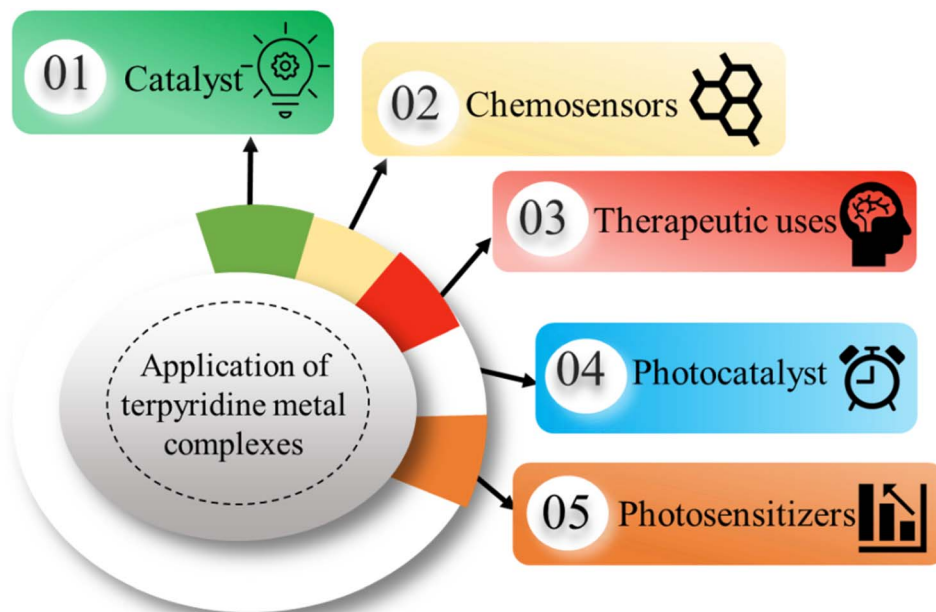 01 Catalyst
02 Chemosensors
03 Therapeutic uses
04 Photocatalyst
05 Photosensitizers
Application of
terpyridine metal
complexes